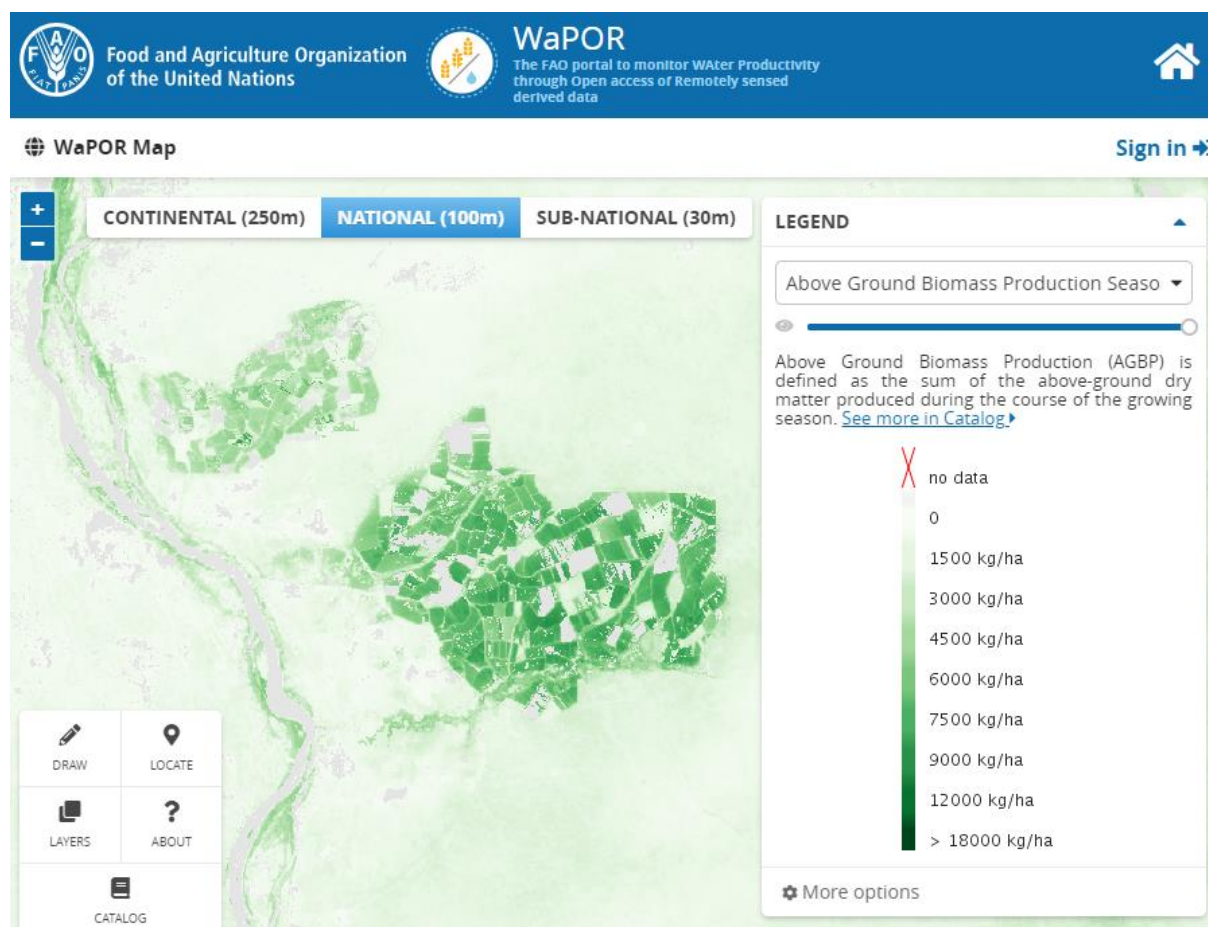 FAO
FIAT PANIS
Food and Agriculture Organization
of the United Nations
WaPOR
The FAO portal to monitor WAter Productivity
through Open access of Remotely sensed
derived data
WaPOR Map
Sign in
+
−
CONTINENTAL (250m)
NATIONAL (100m)
SUB-NATIONAL (30m)
LEGEND
Above Ground Biomass Production Seaso
Above Ground Biomass Production (AGBP) is
defined as the sum of the above-ground dry
matter produced during the course of the growing
season. See more in Catalog
no data
0
1500 kg/ha
3000 kg/ha
4500 kg/ha
6000 kg/ha
7500 kg/ha
9000 kg/ha
12000 kg/ha
> 18000 kg/ha
More options
DRAW
LOCATE
LAYERS
?
ABOUT
CATALOG